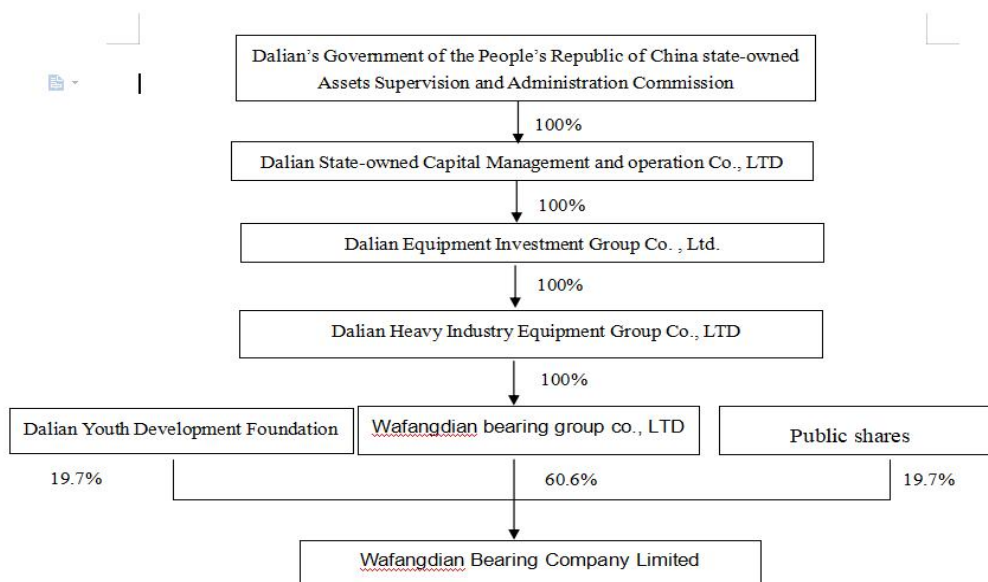 Dalian’s Government of the People’s Republic of China state-owned
Assets Supervision and Administration Commission
100%
Dalian State-owned Capital Management and operation Co., LTD
100%
Dalian Equipment Investment Group Co. , Ltd.
100%
Dalian Heavy Industry Equipment Group Co., LTD
100%
Dalian Youth Development Foundation
Wafangdian bearing group co., LTD
Public shares
19.7%
60.6%
19.7%
Wafangdian Bearing Company Limited